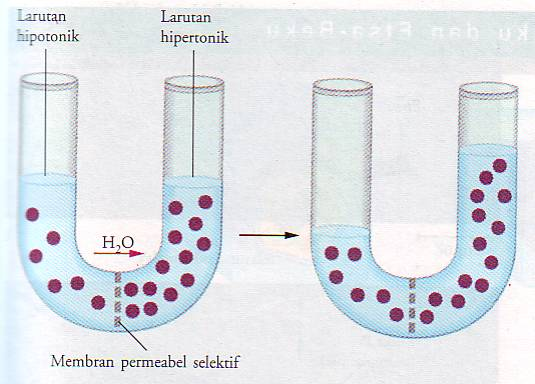 Larutan
hipotonik
Larutan
hipertonik
H₂O
Membran permeabel selektif